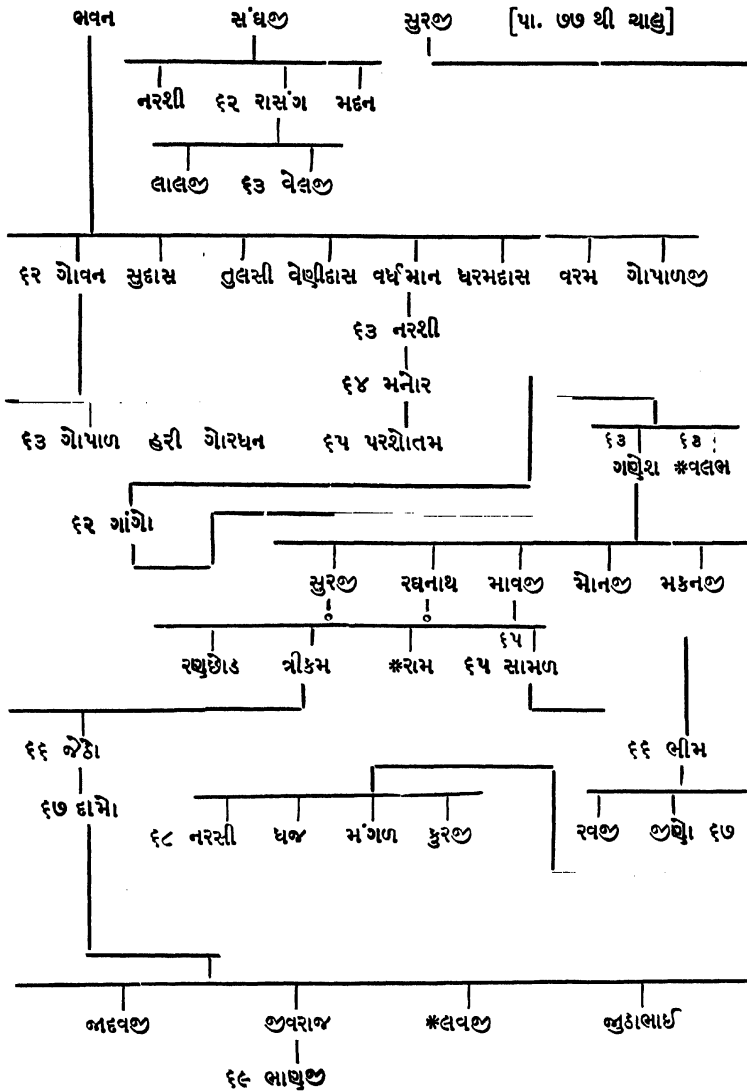 ભવન સંઘજી સુરજી [પા. ૭૭ થી ચાલુ]
નરશી ૬૨ રાસંગ મદન
લાલજી ૬૩ વેલજી
૬૨ ગોવન સુદાસ તુલસી વેણીદાસ વર્ધમાન ધરમદાસ વરમ ગોપાળજી
૬૩ નરશી
૬૪ મનોર
૬૩ ગોપાળ હરી ગોરધન ૬૫ પરશોતમ ૬૩ ૬૩
ગણેશ *વલભ
૬૨ ગાંગો
સુરજી રઘનાથ માવજી મોનજી મકનજી
૬૫
રણછોડ ત્રીકમ *રામ ૬૫ સામળ
૬૬ જેઠો ૬૬ ભીમ
૬૭ દામો
૬૮ નરસી ધજ મંગળ કુરજી રવજી જીણો ૬૭
જાદવજી જીવરાજ *લવજી જીઠાભાઈ
૬૯ ભાણજી